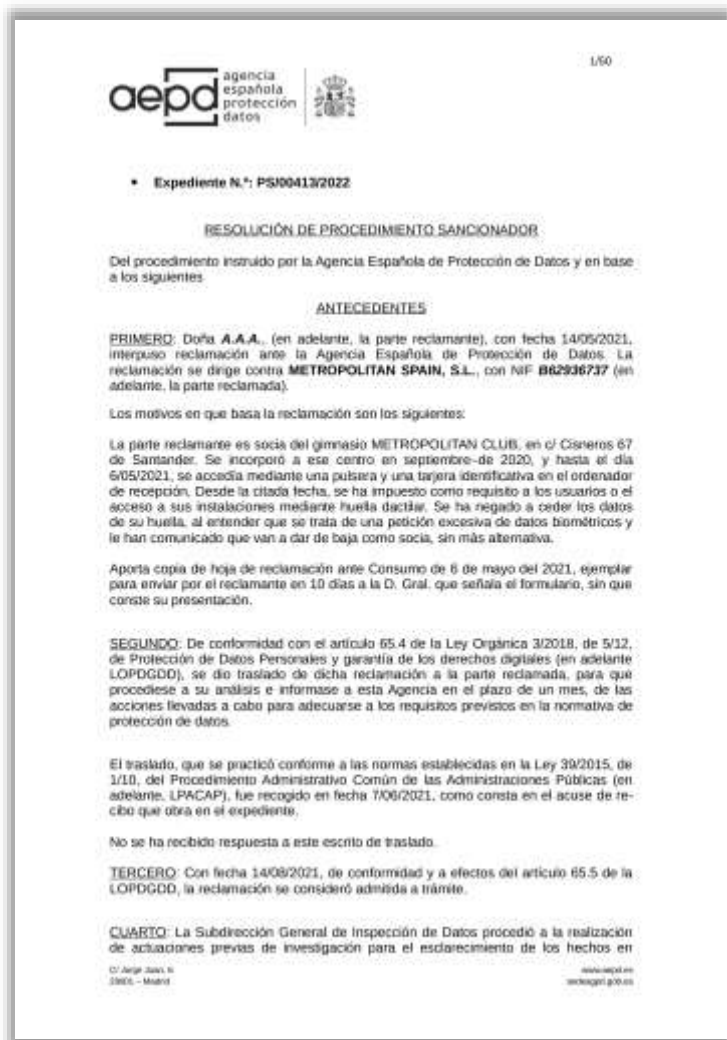 1/50
aepd
agencia
española
protección
datos
• Expediente N.º: PS/00413/2022
RESOLUCIÓN DE PROCEDIMIENTO SANCIONADOR
Del procedimiento instruido por la Agencia Española de Protección de Datos y en base
a los siguientes
ANTECEDENTES
PRIMERO: Doña A.A.A., (en adelante, la parte reclamante), con fecha 14/05/2021,
interpuso reclamación ante la Agencia Española de Protección de Datos. La
reclamación se dirige contra METROPOLITAN SPAIN, S.L., con NIF B62936737 (en
adelante, la parte reclamada).
Los motivos en que basa la reclamación son los siguientes:
La parte reclamante es socia del gimnasio METROPOLITAN CLUB, en c/ Cisneros 67
de Santander. Se incorporó a ese centro en septiembre-de 2020, y hasta el día
6/05/2021, se accedía mediante una pulsera y una tarjeta identificativa en el ordenador
de recepción. Desde la citada fecha, se ha impuesto como requisito a los usuarios o el
acceso a sus instalaciones mediante huella dactilar. Se ha negado a ceder los datos
de su huella, al entender que se trata de una petición excesiva de datos biométricos y
le han comunicado que van a dar de baja como socia, sin más alternativa.
Aporta copia de hoja de reclamación ante Consumo de 6 de mayo del 2021, ejemplar
para enviar por el reclamante en 10 días a la D. Gral. que señala el formulario, sin que
conste su presentación.
SEGUNDO: De conformidad con el artículo 65.4 de la Ley Orgánica 3/2018, de 5/12,
de Protección de Datos Personales y garantía de los derechos digitales (en adelante
LOPDGDD), se dio traslado de dicha reclamación a la parte reclamada, para que
procediese a su análisis e informase a esta Agencia en el plazo de un mes, de las
acciones llevadas a cabo para adecuarse a los requisitos previstos en la normativa de
protección de datos.
El traslado, que se practicó conforme a las normas establecidas en la Ley 39/2015, de
1/10, del Procedimiento Administrativo Común de las Administraciones Públicas (en
adelante, LPACAP), fue recogido en fecha 7/06/2021, como consta en el acuse de re-
cibo que obra en el expediente.
No se ha recibido respuesta a este escrito de traslado.
TERCERO: Con fecha 14/08/2021, de conformidad y a efectos del artículo 65.5 de la
LOPDGDD, la reclamación se consideró admitida a trámite.
CUARTO: La Subdirección General de Inspección de Datos procedió a la realización
de actuaciones previas de investigación para el esclarecimiento de los hechos en
C/ Jorge Juan, 6
28001 – Madrid
www.aepd.es
sedeagpd.gob.es